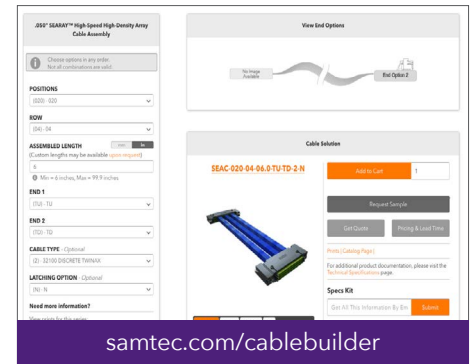 .050" SEARAY™ High-Speed High-Density Array
Cable Assembly
Choose options in any order.
Not all combinations are valid.
POSITIONS
(020) - 020
ROW
(04) - 04
ASSEMBLED LENGTH
in
(Custom lengths may be available upon request)
6
Min = 6 inches, Max = 99.9 inches
END 1
(TU) - TU
END 2
(TD) - TD
CABLE TYPE - Optional
(2) - 32100 DISCRETE TWINAX
LATCHING OPTION - Optional
(N) - N
Need more information?
View prints for this series:
View End Options
No Image
Available
End Option 2
Cable Solution
SEAC-020-04-06.0-TU-TD-2-N
Add to Cart
1
Request Sample
Get Quote
Pricing & Lead Time
Prints | Catalog Page |
For additional product documentation, please visit the
Technical Specifications page.
Specs Kit
Get All This Information By Em
Submit
samtec.com/cablebuilder